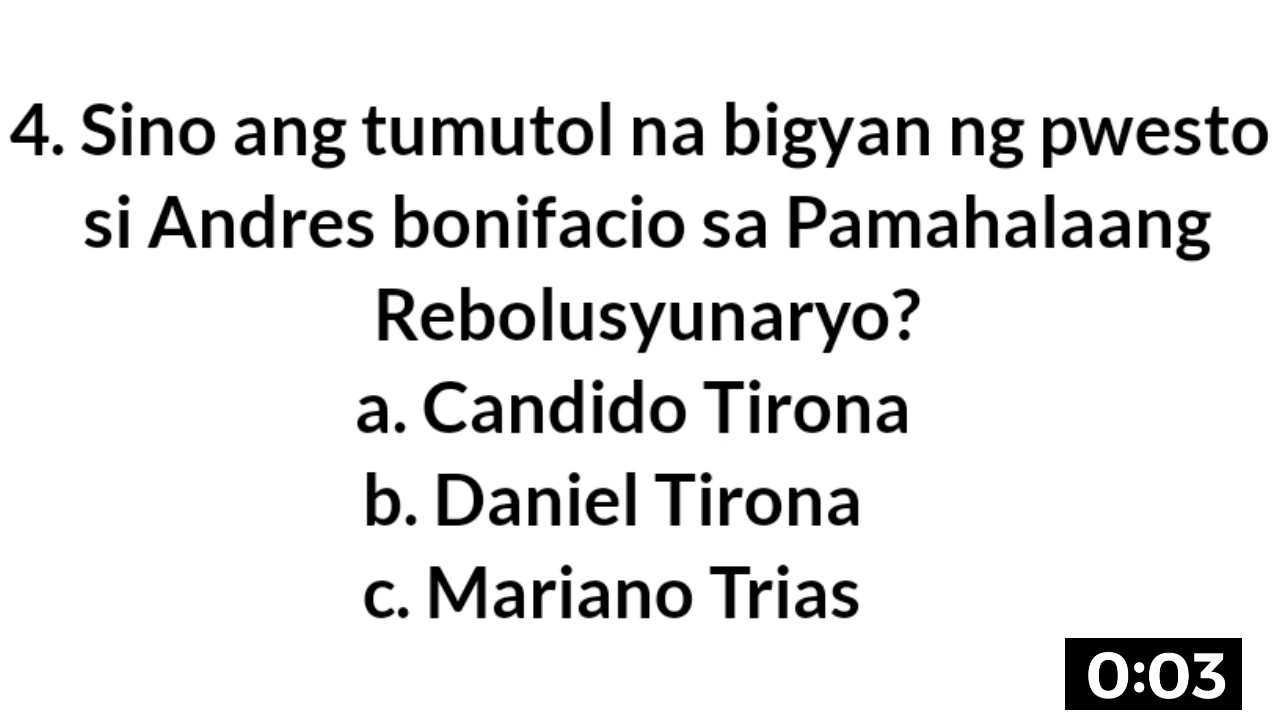 4. Sino ang tumutol na bigyan ng pwesto
si Andres bonifacio sa Pamahalaang
Rebolusyunaryo?
a. Candido Tirona
b. Daniel Tirona
c. Mariano Trias
0:03